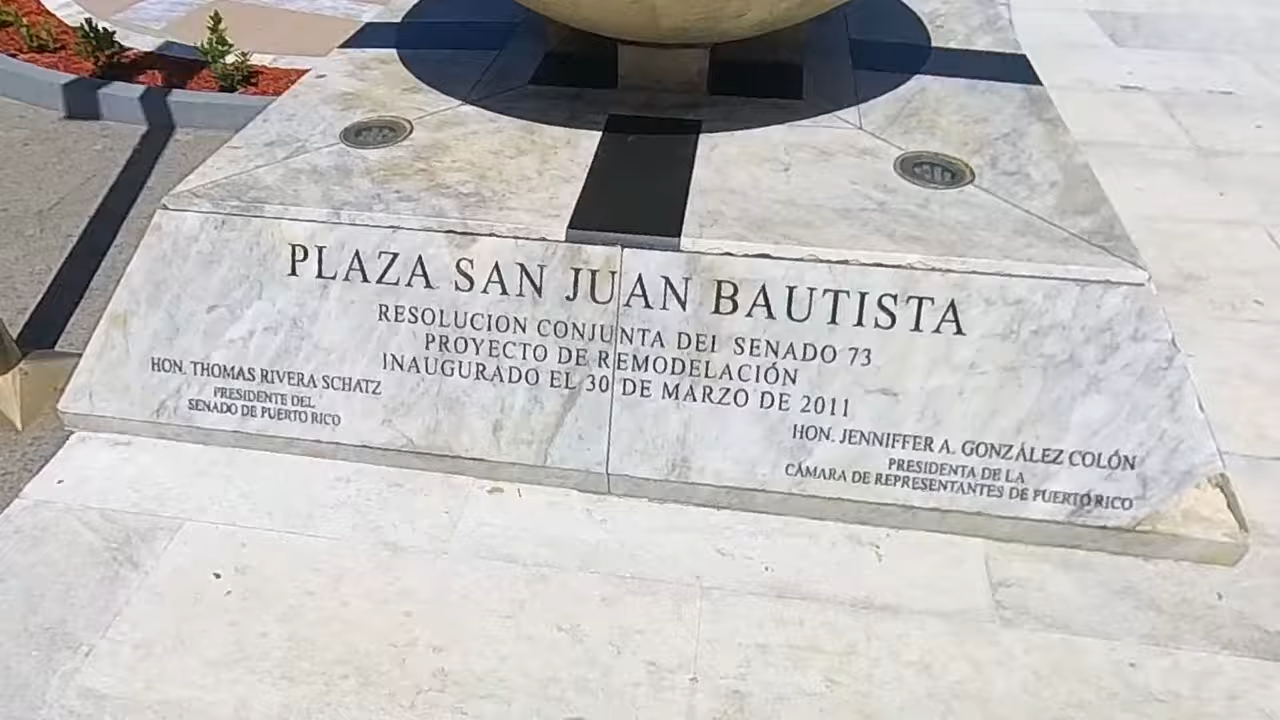 PLAZA SAN JUAN BAUTISTA
RESOLUCION CONJUNTA DEL SENADO 73
PROYECTO DE REMODELACIÓN
INAUGURADO EL 30 DE MARZO DE 2011
HON. THOMAS RIVERA SCHATZ
PRESIDENTE DEL
SENADO DE PUERTO RICO
HON. JENNIFFER A. GONZÁLEZ COLÓN
PRESIDENTA DE LA
CÁMARA DE REPRESENTANTES DE PUERTO RICO